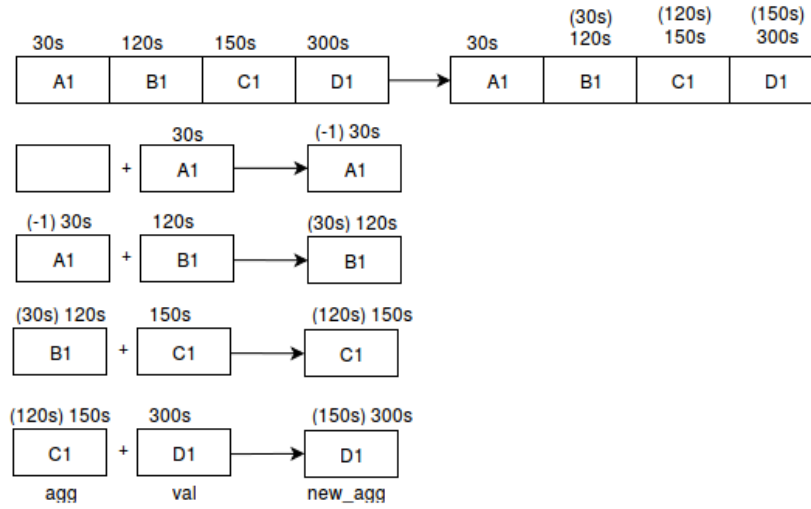 (30s) (120s) (150s)
30s 120s 150s 300s 30s 120s 150s 300s
A1 B1 C1 D1 A1 B1 C1 D1
30s (-1) 30s
+ A1 A1
(-1) 30s 120s (30s) 120s
A1 + B1 B1
(30s) 120s 150s (120s) 150s
B1 + C1 C1
(120s) 150s 300s (150s) 300s
C1 + D1 D1
agg val new_agg